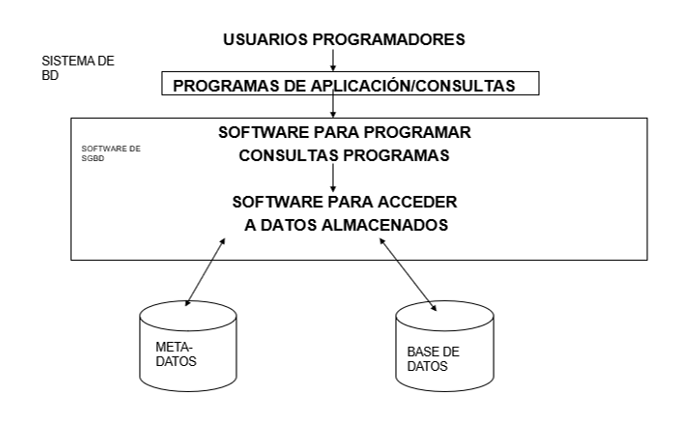 USUARIOS PROGRAMADORES
SISTEMA DE
BD
PROGRAMAS DE APLICACIÓN/CONSULTAS
SOFTWARE PARA PROGRAMAR
CONSULTAS PROGRAMAS
SOFTWARE DE
SGBD
SOFTWARE PARA ACCEDER
A DATOS ALMACENADOS
META-
DATOS
BASE DE
DATOS